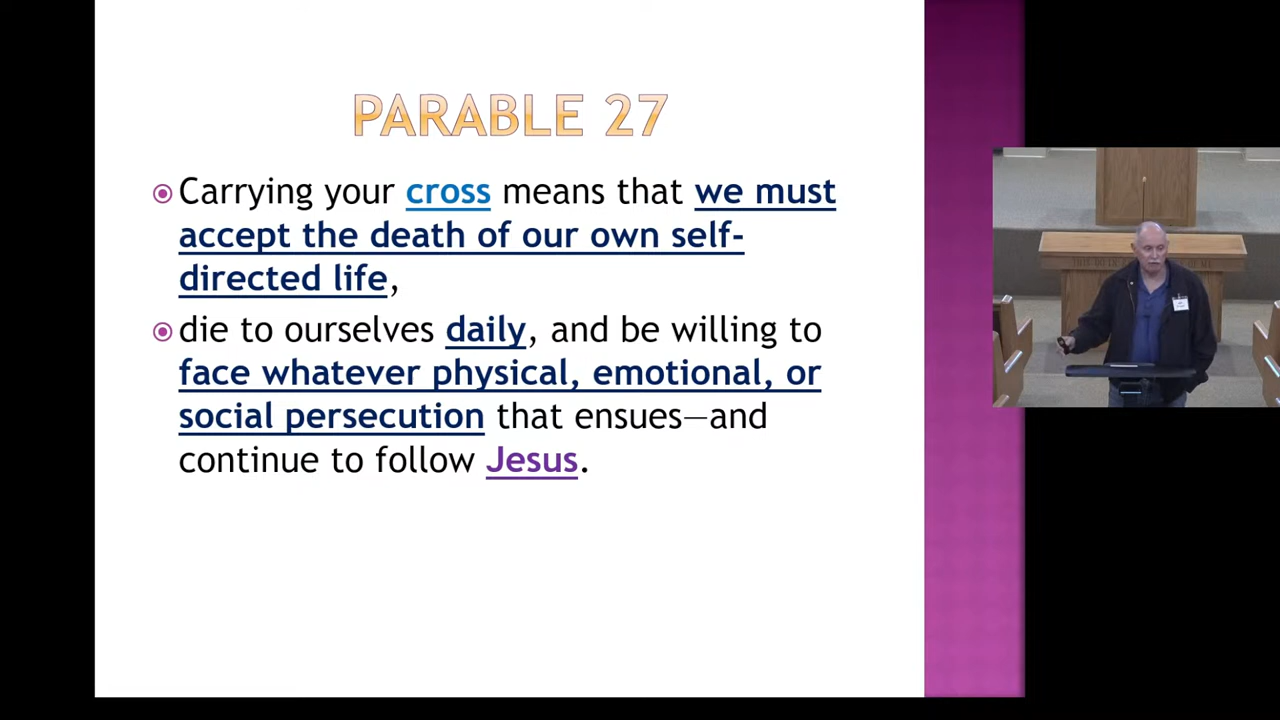 PARABLE 27
Carrying your cross means that we must
accept the death of our own self-
directed life,
die to ourselves daily, and be willing to
face whatever physical, emotional, or
social persecution that ensues—and
continue to follow Jesus.